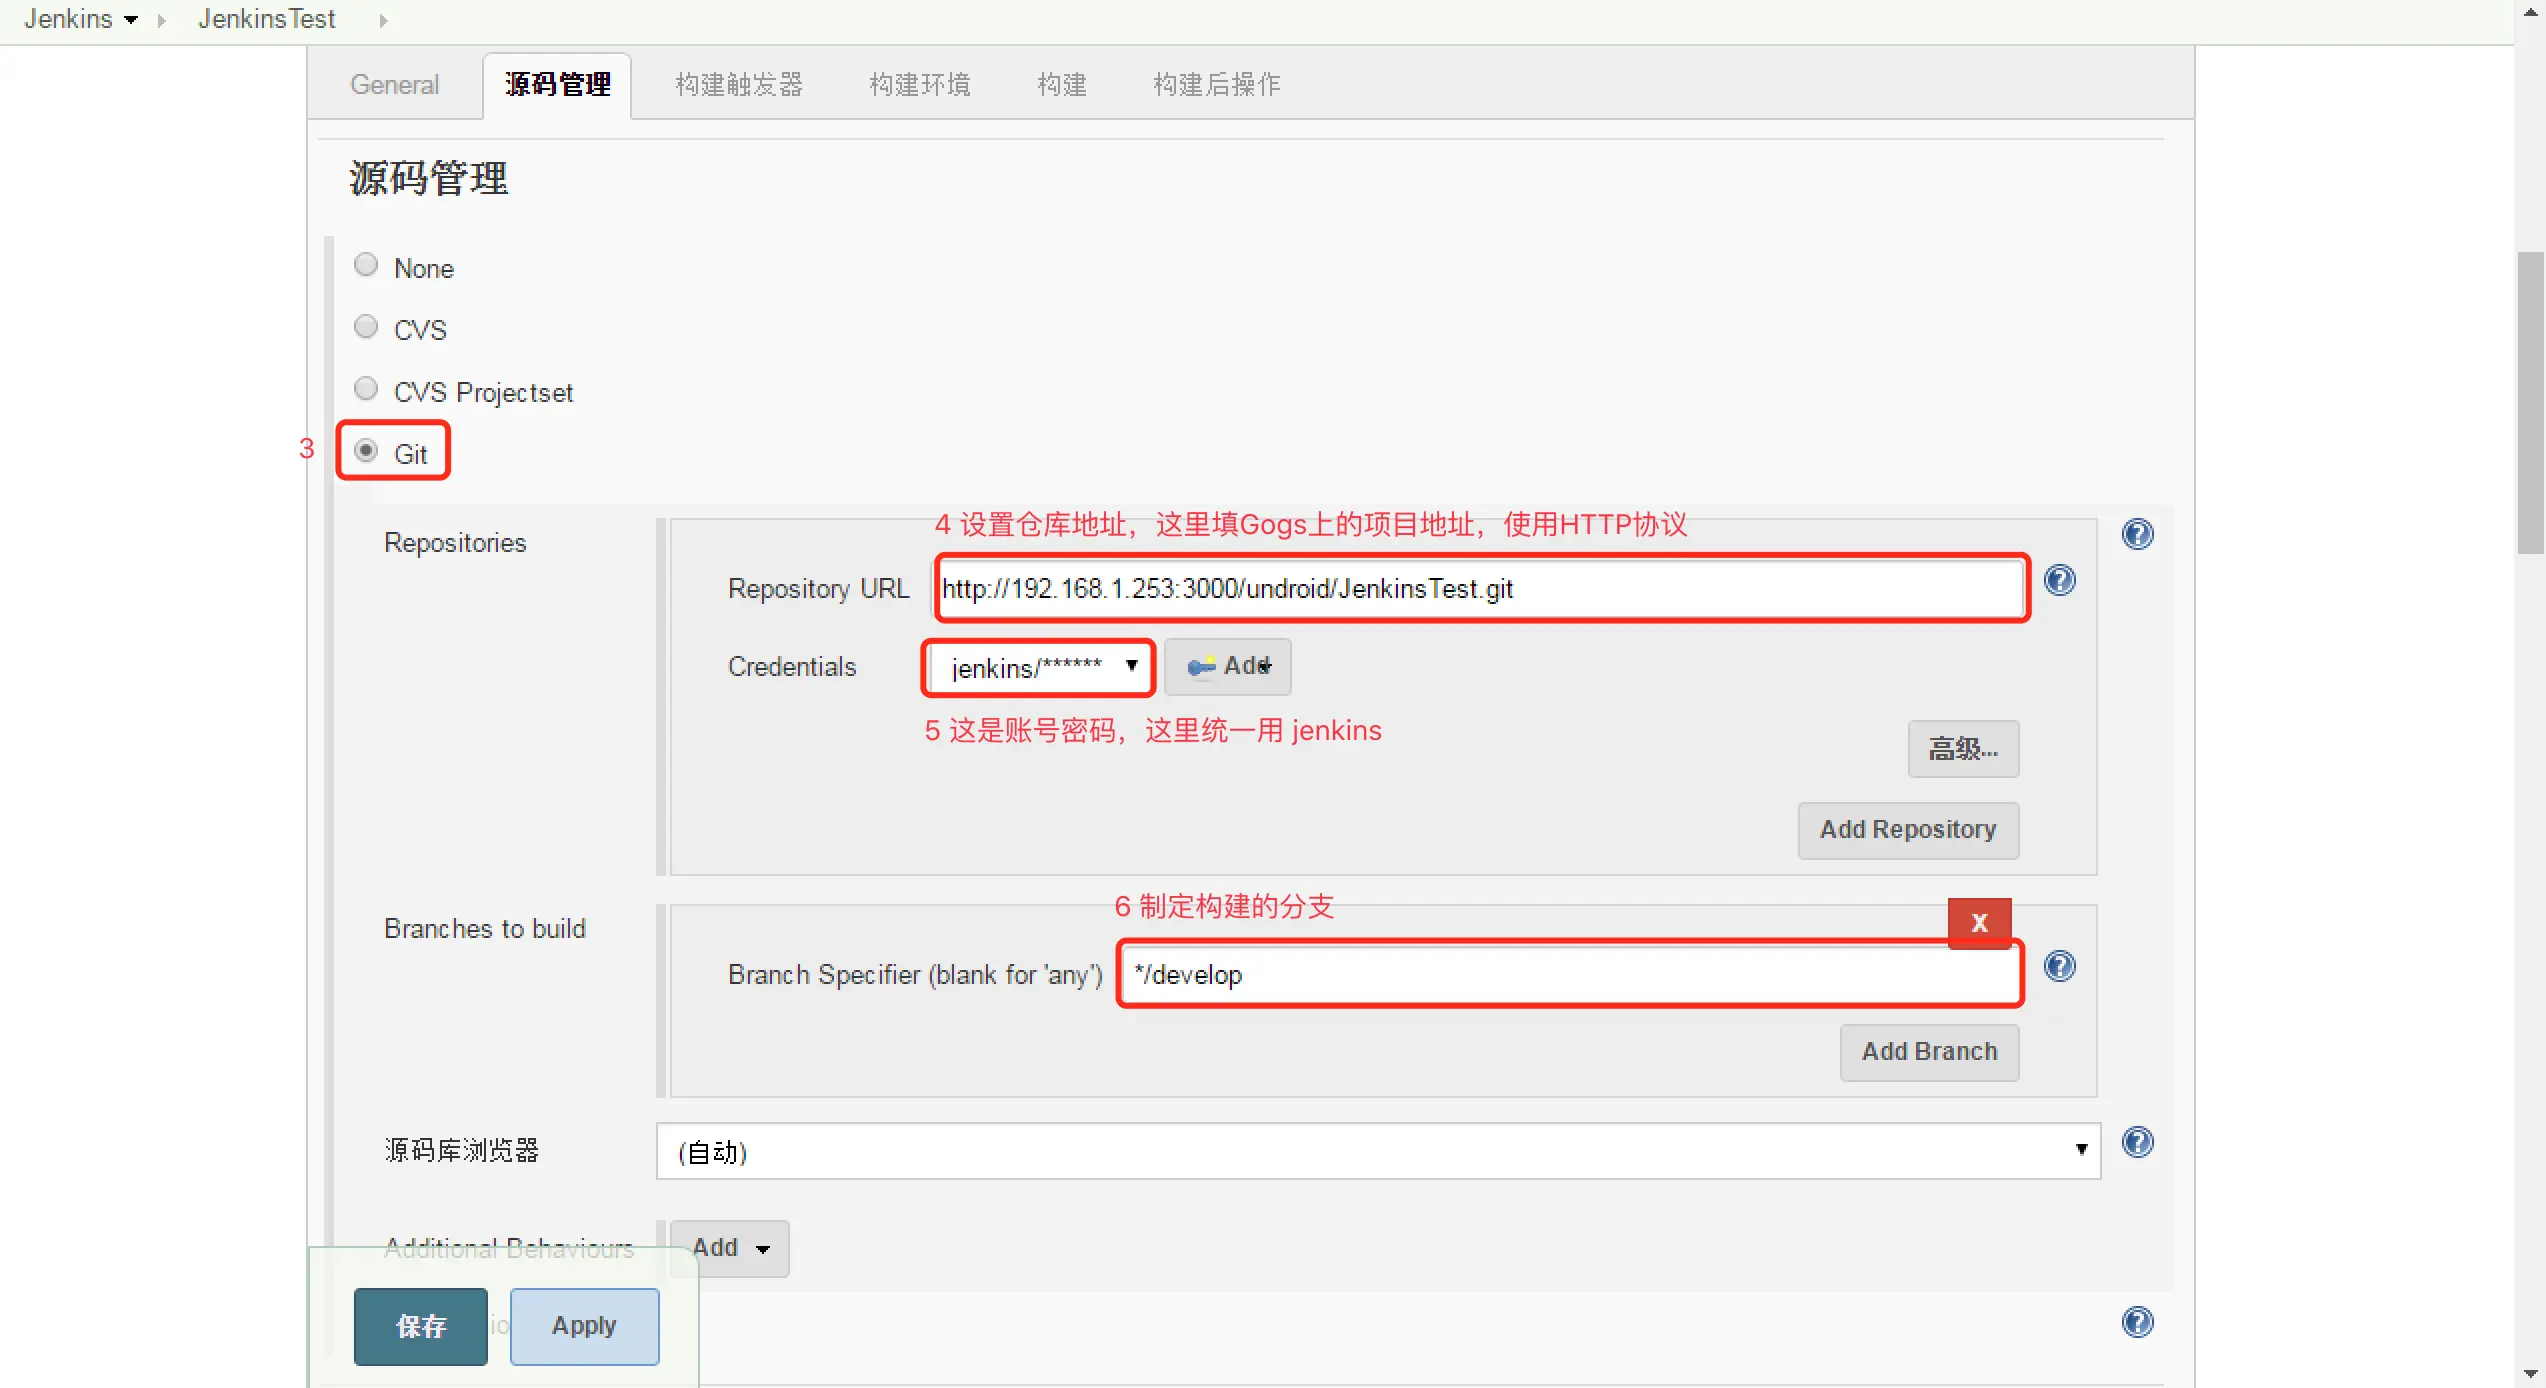 Jenkins JenkinsTest
General 源码管理 构建触发器 构建环境 构建 构建后操作
源码管理
None
CVS
CVS Projectset
3 Git
4 设置仓库地址，这里填Gogs上的项目地址，使用HTTP协议
Repositories
Repository URL http://192.168.1.253:3000/undroid/JenkinsTest.git
Credentials jenkins/****** Add
5 这是账号密码，这里统一用 jenkins
高级...
Add Repository
6 制定构建的分支
Branches to build X
Branch Specifier (blank for 'any') */develop
Add Branch
源码库浏览器 (自动)
Additional Behaviours Add
保存 Apply